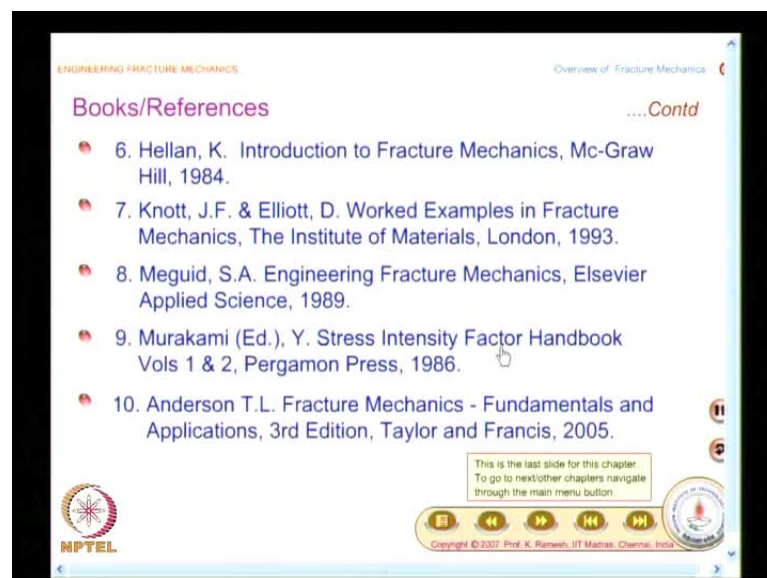 ENGINEERING FRACTURE MECHANICS
Overview of Fracture Mechanics
Books/References
....Contd
6. Hellan, K. Introduction to Fracture Mechanics, Mc-Graw
Hill, 1984.
7. Knott, J.F. & Elliott, D. Worked Examples in Fracture
Mechanics, The Institute of Materials, London, 1993.
8. Meguid, S.A. Engineering Fracture Mechanics, Elsevier
Applied Science, 1989.
9. Murakami (Ed.), Y. Stress Intensity Factor Handbook
Vols 1 & 2, Pergamon Press, 1986.
10. Anderson T.L. Fracture Mechanics - Fundamentals and
Applications, 3rd Edition, Taylor and Francis, 2005.
This is the last slide for this chapter.
To go to next/other chapters navigate
through the main menu button.
NPTEL
Copyright © 2007 Prof. K. Ramesh, IIT Madras, Chennai, India